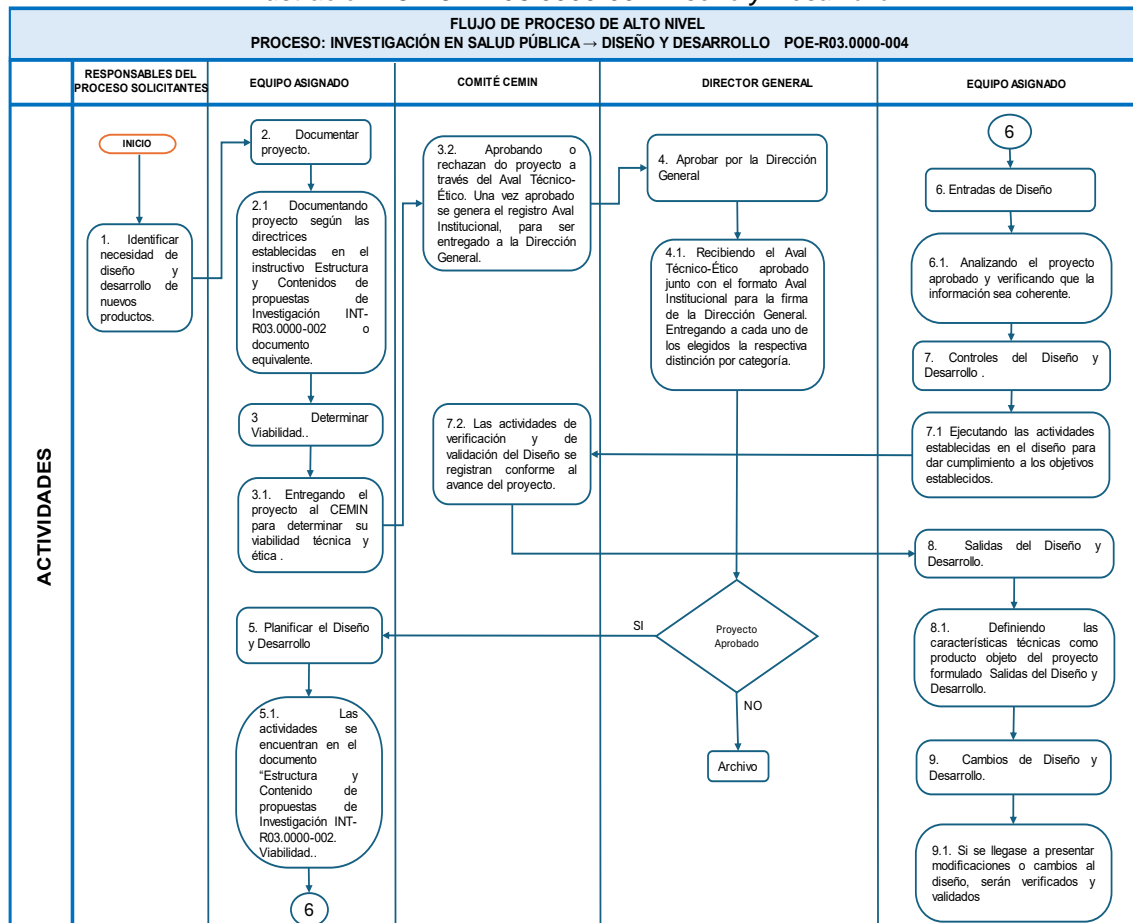 FLUJO DE PROCESO DE ALTO NIVEL
PROCESO: INVESTIGACIÓN EN SALUD PÚBLICA → DISEÑO Y DESARROLLO POE-R03.0000-004
RESPONSABLES DEL
PROCESO SOLICITANTES
EQUIPO ASIGNADO
COMITÉ CEMIN
DIRECTOR GENERAL
EQUIPO ASIGNADO
ACTIVIDADES
INICIO
1. Identificar
necesidad de
diseño y
desarrollo de
nuevos
productos.
2. Documentar
proyecto.
2.1 Documentando
proyecto según las
directrices
establecidas en el
instructivo Estructura
y Contenidos de
propuestas de
Investigación INT-
R03.0000-002 o
documento
equivalente.
3 Determinar
Viabilidad..
3.1. Entregando el
proyecto al CEMIN
para determinar su
viabilidad técnica y
ética .
3.2. Aprobando o
rechazan do proyecto a
través del Aval Técnico-
Ético. Una vez aprobado
se genera el registro Aval
Institucional, para ser
entregado a la Dirección
General.
4. Aprobar por la Dirección
General
4.1. Recibiendo el Aval
Técnico-Ético aprobado
junto con el formato Aval
Institucional para la firma
de la Dirección General.
Entregando a cada uno de
los elegidos la respectiva
distinción por categoría.
Proyecto
Aprobado
SI
NO
Archivo
5. Planificar el Diseño
y Desarrollo
5.1. Las
actividades se
encuentran en el
documento
“Estructura y
Contenido de
propuestas de
Investigación INT-
R03.0000-002.
Viabilidad..
6
6
6. Entradas de Diseño
6.1. Analizando el proyecto
aprobado y verificando que la
información sea coherente.
7. Controles del Diseño y
Desarrollo .
7.1 Ejecutando las actividades
establecidas en el diseño para
dar cumplimiento a los objetivos
establecidos.
7.2. Las actividades de
verificación y de
validación del Diseño se
registran conforme al
avance del proyecto.
8. Salidas del Diseño y
Desarrollo.
8.1. Definiendo las
características técnicas como
producto objeto del proyecto
formulado Salidas del Diseño y
Desarrollo.
9. Cambios de Diseño y
Desarrollo.
9.1. Si se llegase a presentar
modificaciones o cambios al
diseño, serán verificados y
validados